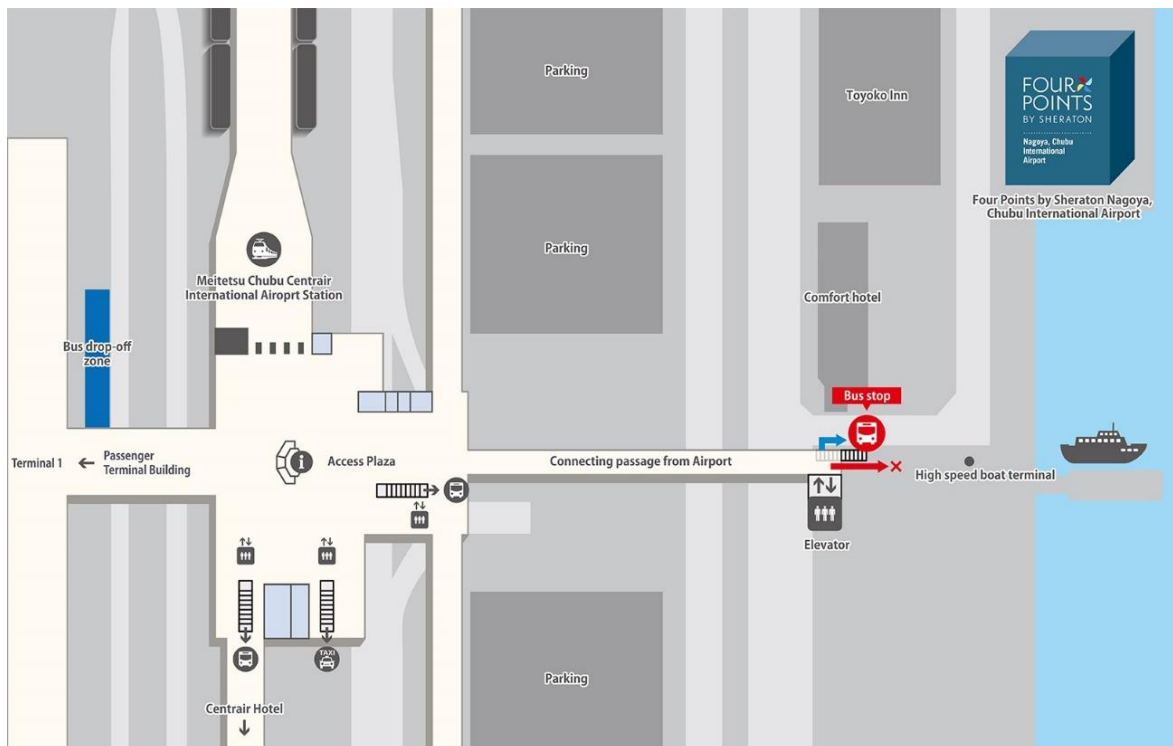 Parking
Toyoko Inn
FOUR
POINTS
BY SHERATON
Nagoya, Chubu
International
Airport
Four Points by Sheraton Nagoya,
Chubu International Airport
Parking
Meitetsu Chubu Centrair
International Airoprt Station
Comfort hotel
Bus drop-off
zone
Bus stop
Terminal 1 ←
Passenger
Terminal Building
i
Access Plaza
Connecting passage from Airport
High speed boat terminal
Elevator
TAXI
Parking
Centrair Hotel